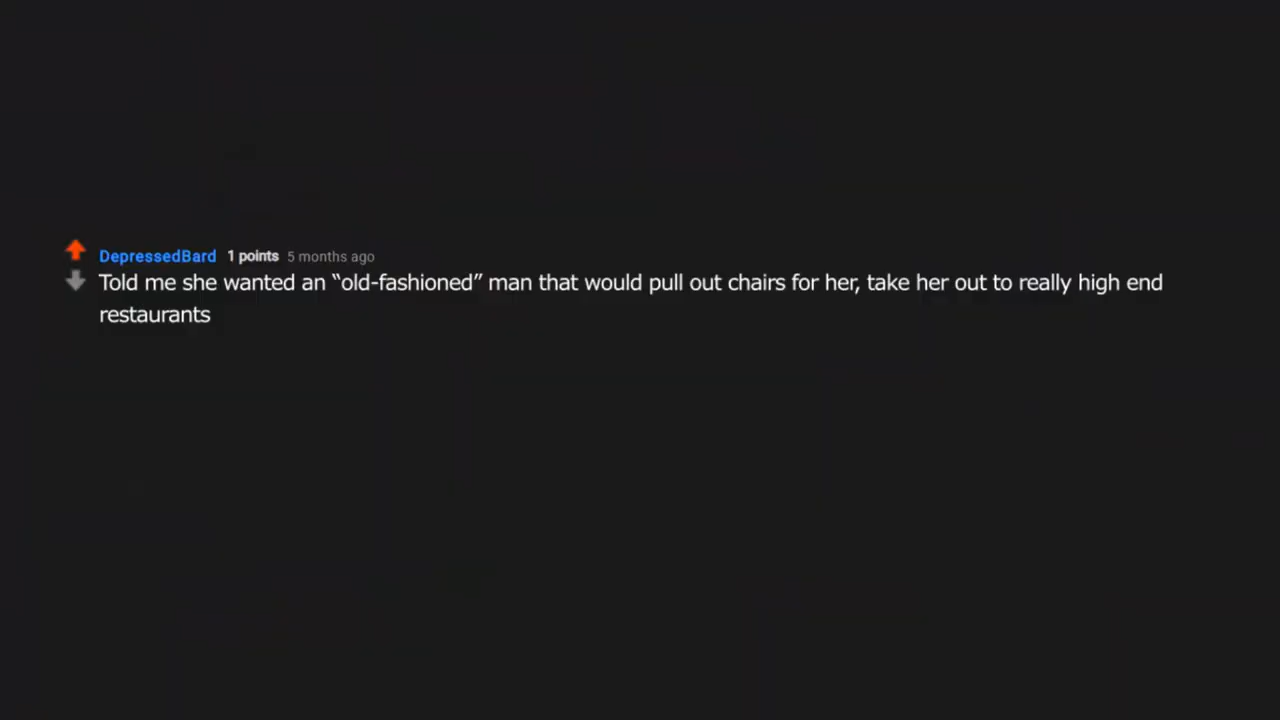 DepressedBard 1 points 5 months ago
Told me she wanted an “old-fashioned” man that would pull out chairs for her, take her out to really high end
restaurants